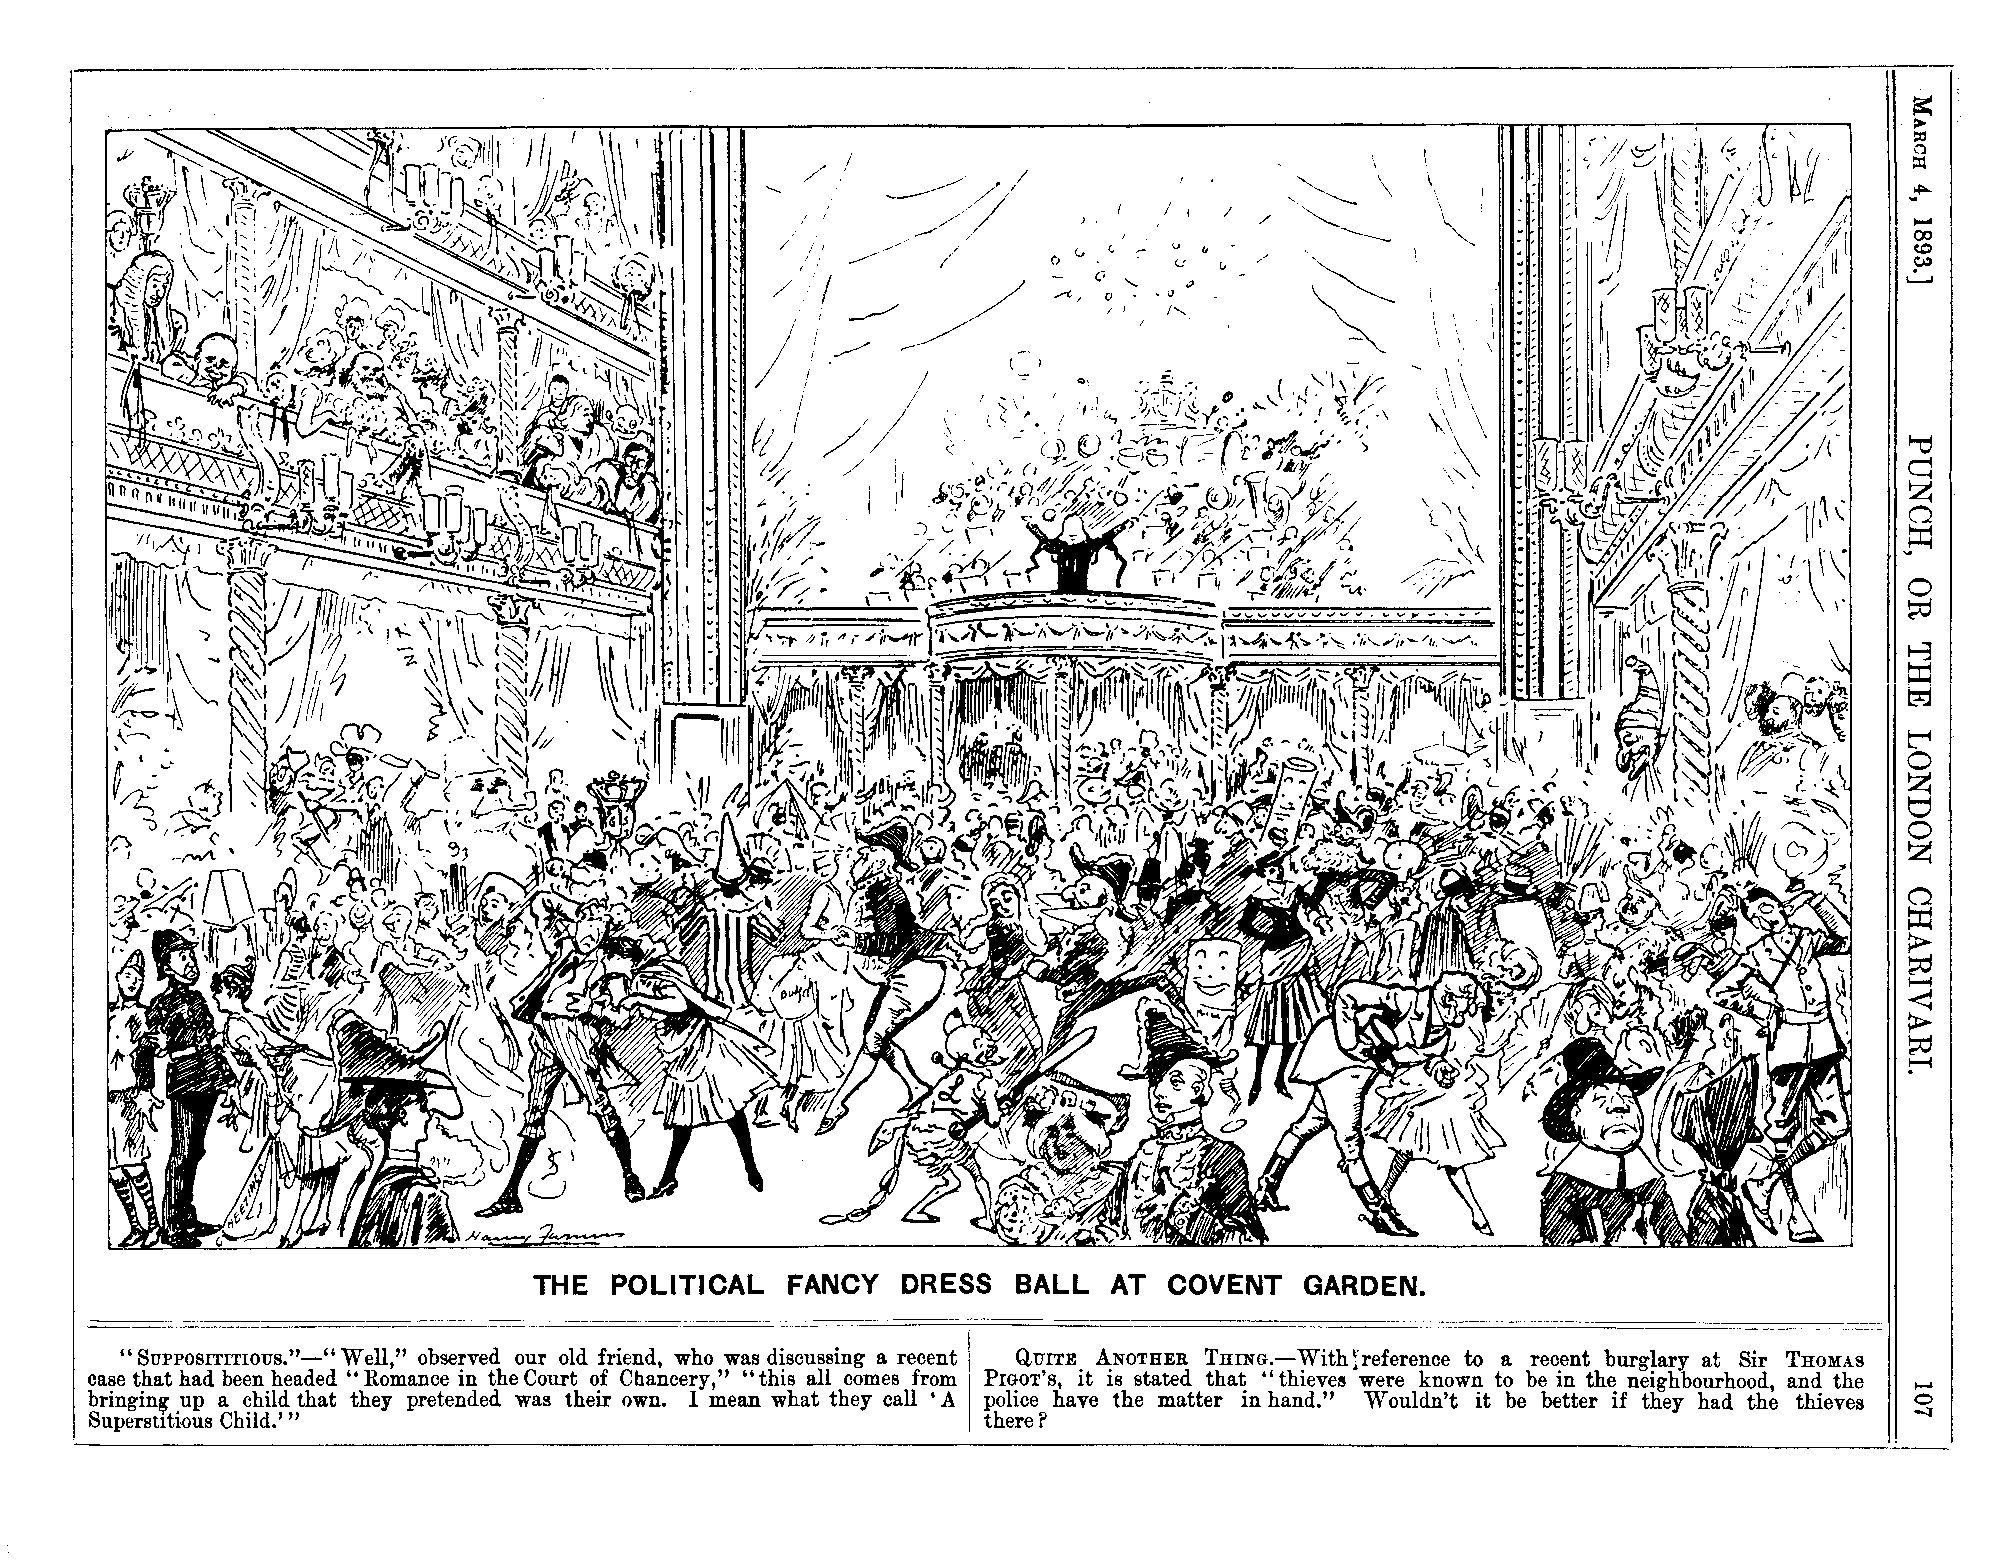 MARCH 4, 1893.]
PUNCH, OR THE LONDON CHARIVARI.
107
Harry Furniss
THE POLITICAL FANCY DRESS BALL AT COVENT GARDEN.
"SUPPOSITITIOUS."—"Well," observed our old friend, who was discussing a recent
case that had been headed "Romance in the Court of Chancery," "this all comes from
bringing up a child that they pretended was their own. I mean what they call 'A
Superstitious Child.'"
QUITE ANOTHER THING.—With reference to a recent burglary at Sir THOMAS
PIGOT'S, it is stated that "thieves were known to be in the neighbourhood, and the
police have the matter in hand." Wouldn't it be better if they had the thieves
there?